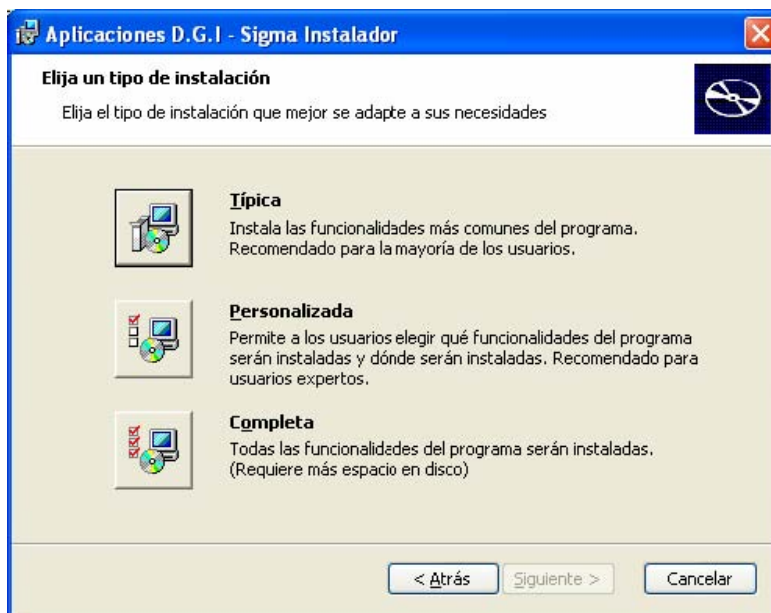 Aplicaciones D.G.I - Sigma Instalador
Elija un tipo de instalación
Elija el tipo de instalación que mejor se adapte a sus necesidades
Típica
Instala las funcionalidades más comunes del programa.
Recomendado para la mayoría de los usuarios.
Personalizada
Permite a los usuarios elegir qué funcionalidades del programa
serán instaladas y dónde serán instaladas. Recomendado para
usuarios expertos.
Completa
Todas las funcionalidades del programa serán instaladas.
(Requiere más espacio en disco)
< Atrás
Siguiente >
Cancelar